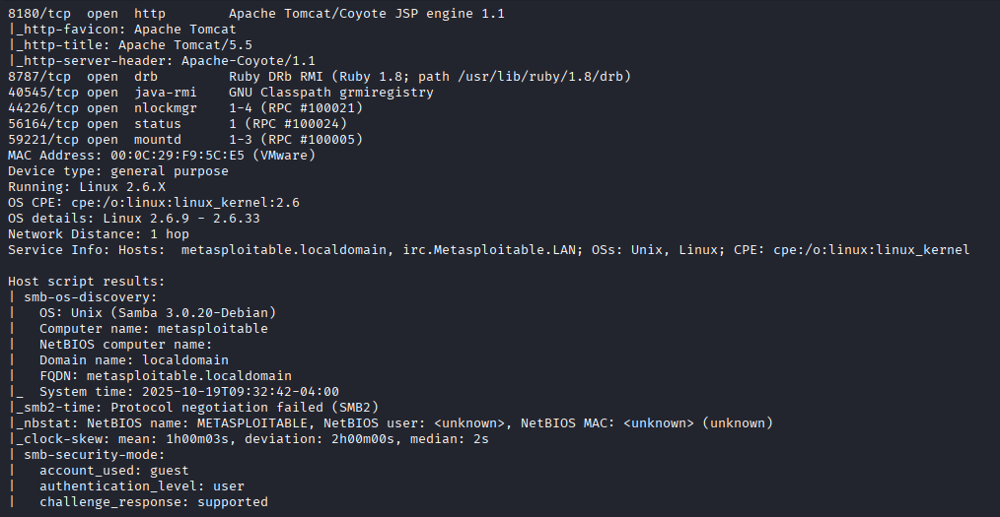 8180/tcp  open  http        Apache Tomcat/Coyote JSP engine 1.1
|_http-favicon: Apache Tomcat
|_http-title: Apache Tomcat/5.5
|_http-server-header: Apache-Coyote/1.1
8787/tcp  open  drb         Ruby DRb RMI (Ruby 1.8; path /usr/lib/ruby/1.8/drb)
40545/tcp open  java-rmi    GNU Classpath grmiregistry
44226/tcp open  nlockmgr    1-4 (RPC #100021)
56164/tcp open  status      1 (RPC #100024)
59221/tcp open  mountd      1-3 (RPC #100005)
MAC Address: 00:0C:29:F9:5C:E5 (VMware)
Device type: general purpose
Running: Linux 2.6.X
OS CPE: cpe:/o:linux:linux_kernel:2.6
OS details: Linux 2.6.9 - 2.6.33
Network Distance: 1 hop
Service Info: Hosts:  metasploitable.localdomain, irc.Metasploitable.LAN; OSs: Unix, Linux; CPE: cpe:/o:linux:linux_kernel

Host script results:
| smb-os-discovery:
|   OS: Unix (Samba 3.0.20-Debian)
|   Computer name: metasploitable
|   NetBIOS computer name:
|   Domain name: localdomain
|   FQDN: metasploitable.localdomain
|_  System time: 2025-10-19T09:32:42-04:00
|_smb2-time: Protocol negotiation failed (SMB2)
|_nbstat: NetBIOS name: METASPLOITABLE, NetBIOS user: <unknown>, NetBIOS MAC: <unknown> (unknown)
|_clock-skew: mean: 1h00m03s, deviation: 2h00m00s, median: 2s
| smb-security-mode:
|   account_used: guest
|   authentication_level: user
|   challenge_response: supported